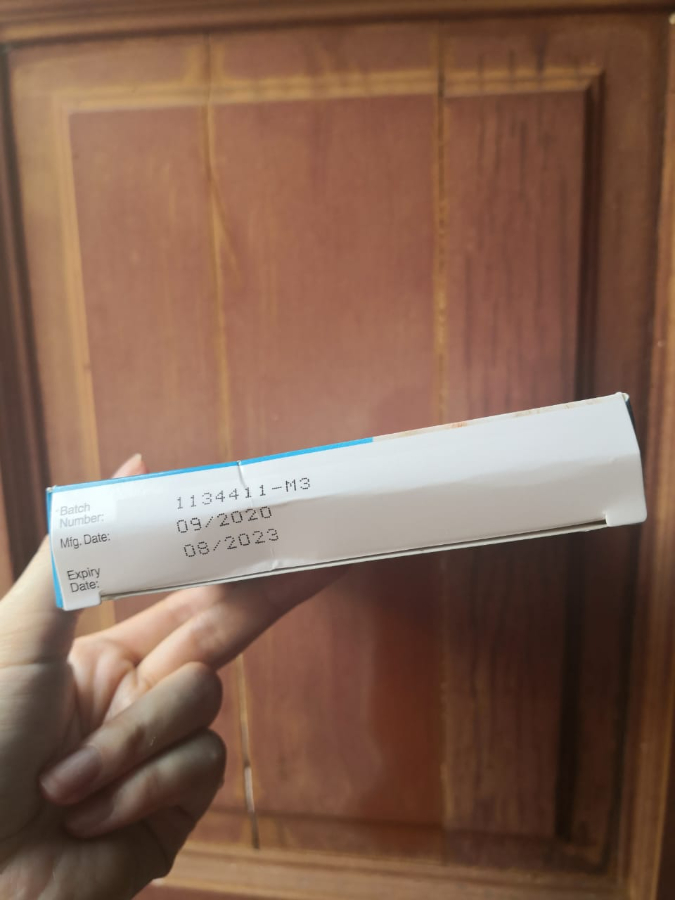 Batch
Number:
1134411-M3
Mfg. Date:
09/2020
Expiry
Date:
08/2023